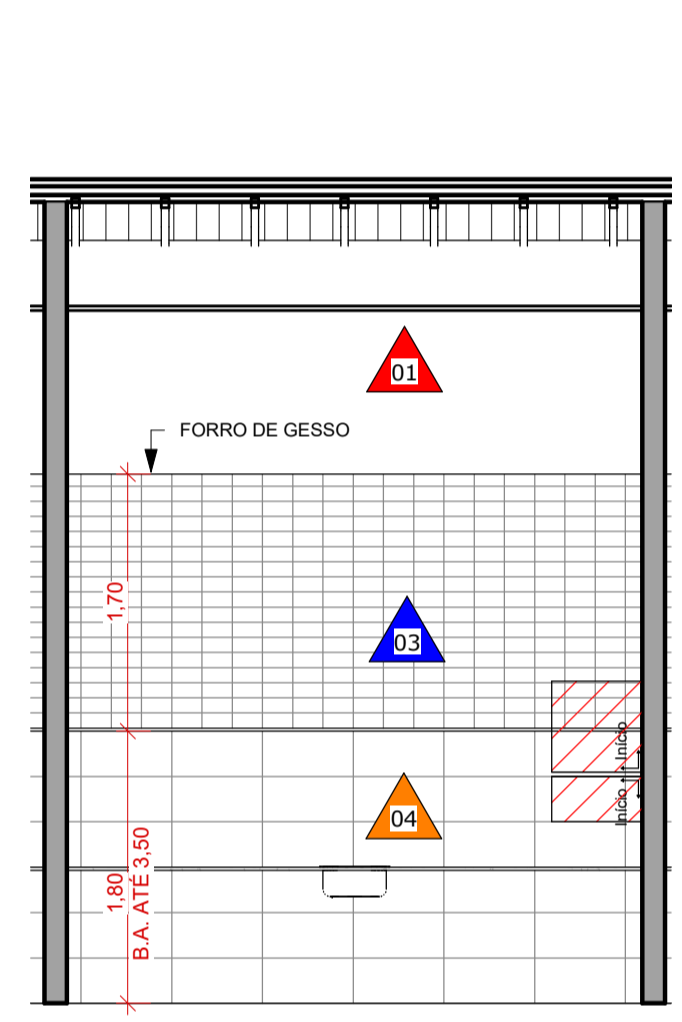 01
FORRO DE GESSO
1,70
03
Início
Início
04
1,80
B.A. ATÉ 3,50